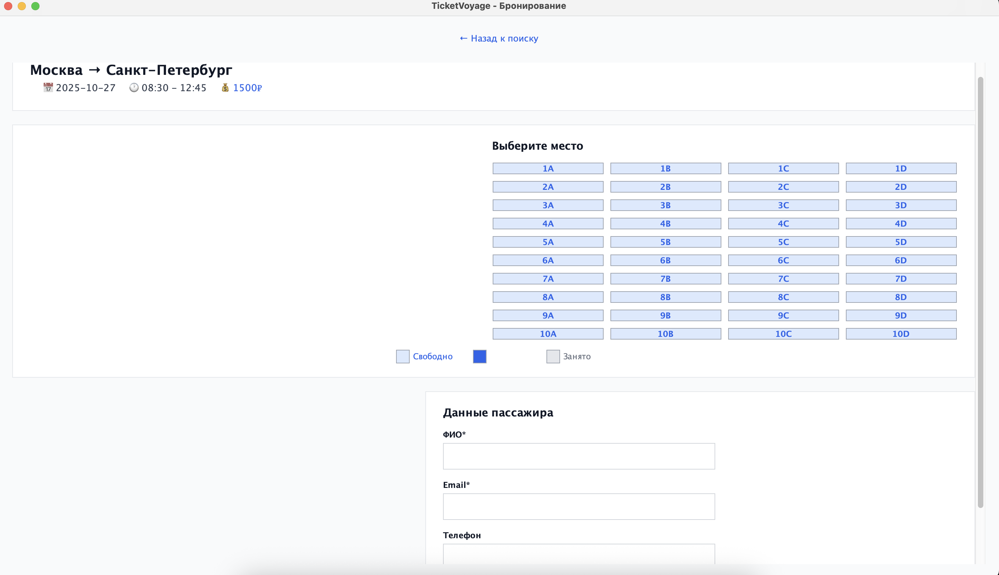 TicketVoyage - Бронирование
← Назад к поиску
Москва → Санкт-Петербург
17 2025-10-27 08:30 - 12:45 $ 1500₽
Выберите место
1A 1B 1C 1D
2A 2B 2C 2D
3A 3B 3C 3D
4A 4B 4C 4D
5A 5B 5C 5D
6A 6B 6C 6D
7A 7B 7C 7D
8A 8B 8C 8D
9A 9B 9C 9D
10A 10B 10C 10D
Свободно Занято
Данные пассажира
ФИО*
Email*
Телефон